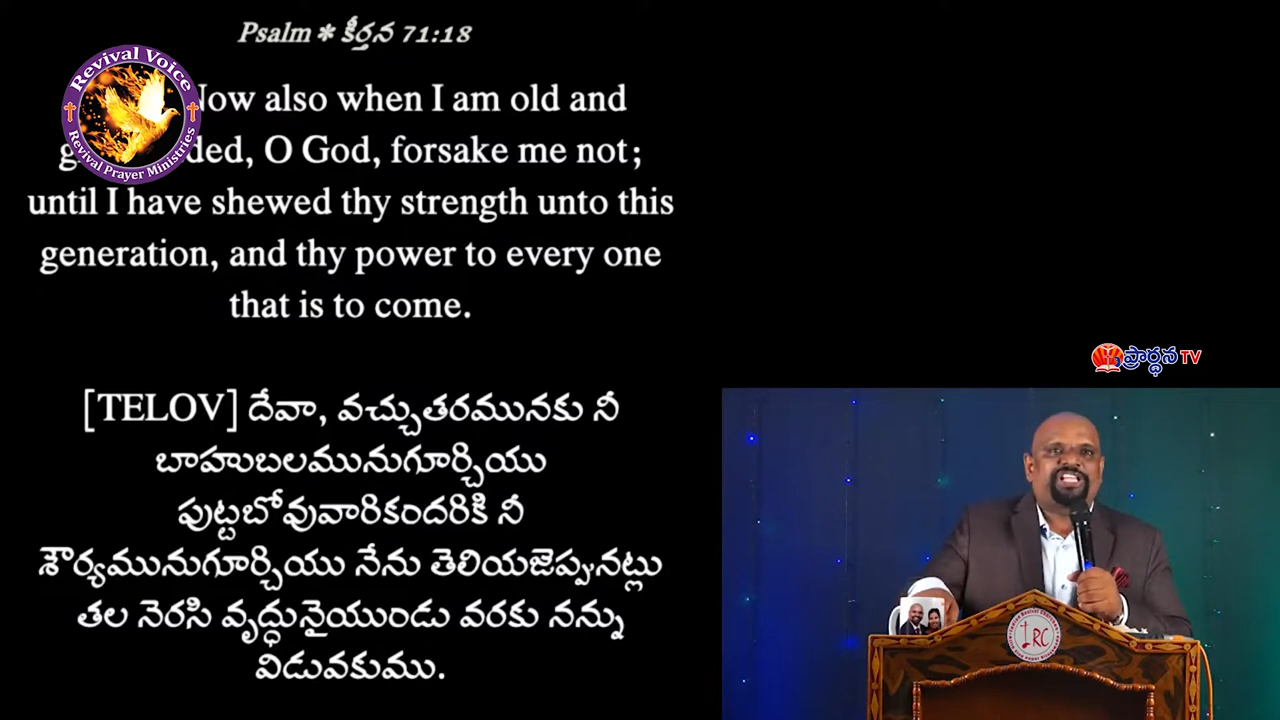 Psalm * కీర్తన 71:18
Revival Voice
Revival Prayer Ministries
Now also when I am old and
ded, O God, forsake me not;
until I have shewed thy strength unto this
generation, and thy power to every one
that is to come.
[TELOV] దేవా, వచ్చుతరమునకు నీ
బాహుబలమునుగూర్చియు
పుట్టబోవువారికందరికి నీ
శౌర్యమునుగూర్చియు నేను తెలియజెప్పునట్లు
తల నెరసి వృద్ధునైయుండు వరకు నన్ను
విడువకుము.
ప్రార్థన TV
IRC